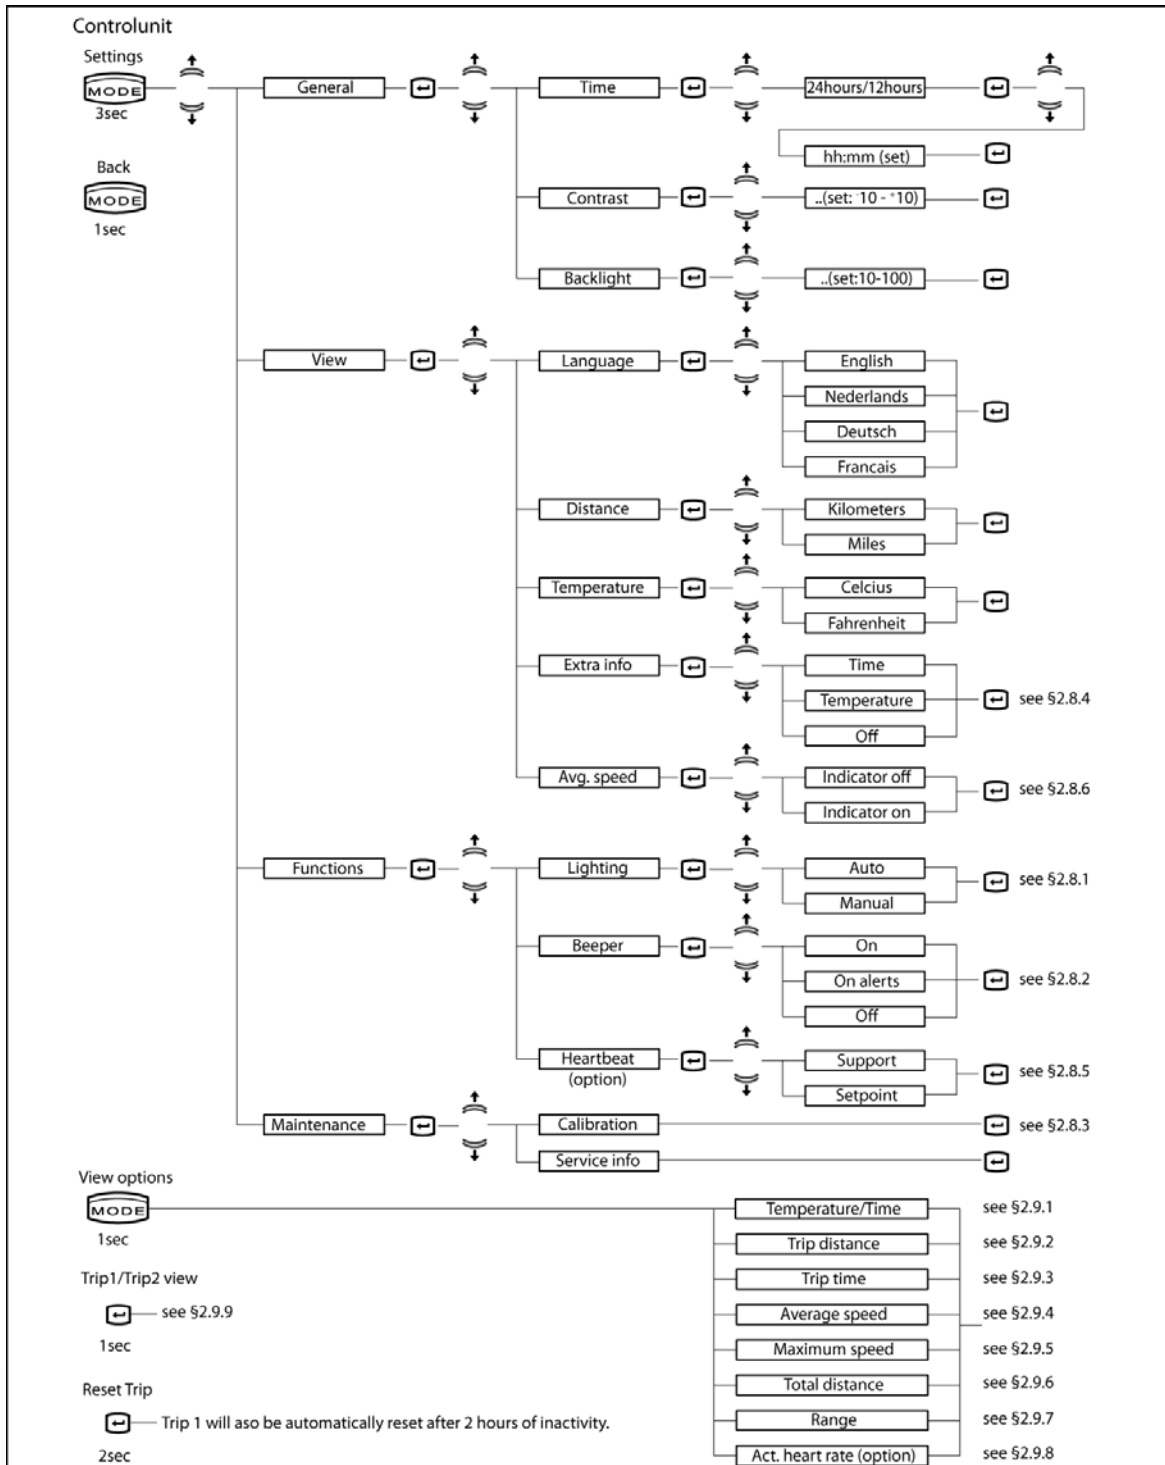 Controlunit
Settings
MODE
3sec
General
Time
24hours/12hours
hh:mm (set)
Back
MODE
1sec
Contrast
..(set: -10 - +10)
Backlight
..(set:10-100)
View
Language
English
Nederlands
Deutsch
Francais
Distance
Kilometers
Miles
Temperature
Celcius
Fahrenheit
Extra info
Time
Temperature
see §2.8.4
Off
Avg. speed
Indicator off
see §2.8.6
Indicator on
Functions
Lighting
Auto
see §2.8.1
Manual
Beeper
On
On alerts
see §2.8.2
Off
Heartbeat
(option)
Support
see §2.8.5
Setpoint
Maintenance
Calibration
see §2.8.3
Service info
View options
MODE
1sec
Temperature/Time
see §2.9.1
Trip distance
see §2.9.2
Trip time
see §2.9.3
Average speed
see §2.9.4
Maximum speed
see §2.9.5
Total distance
see §2.9.6
Range
see §2.9.7
Act. heart rate (option)
see §2.9.8
Trip1/Trip2 view
see §2.9.9
1sec
Reset Trip
Trip 1 will aso be automatically reset after 2 hours of inactivity.
2sec